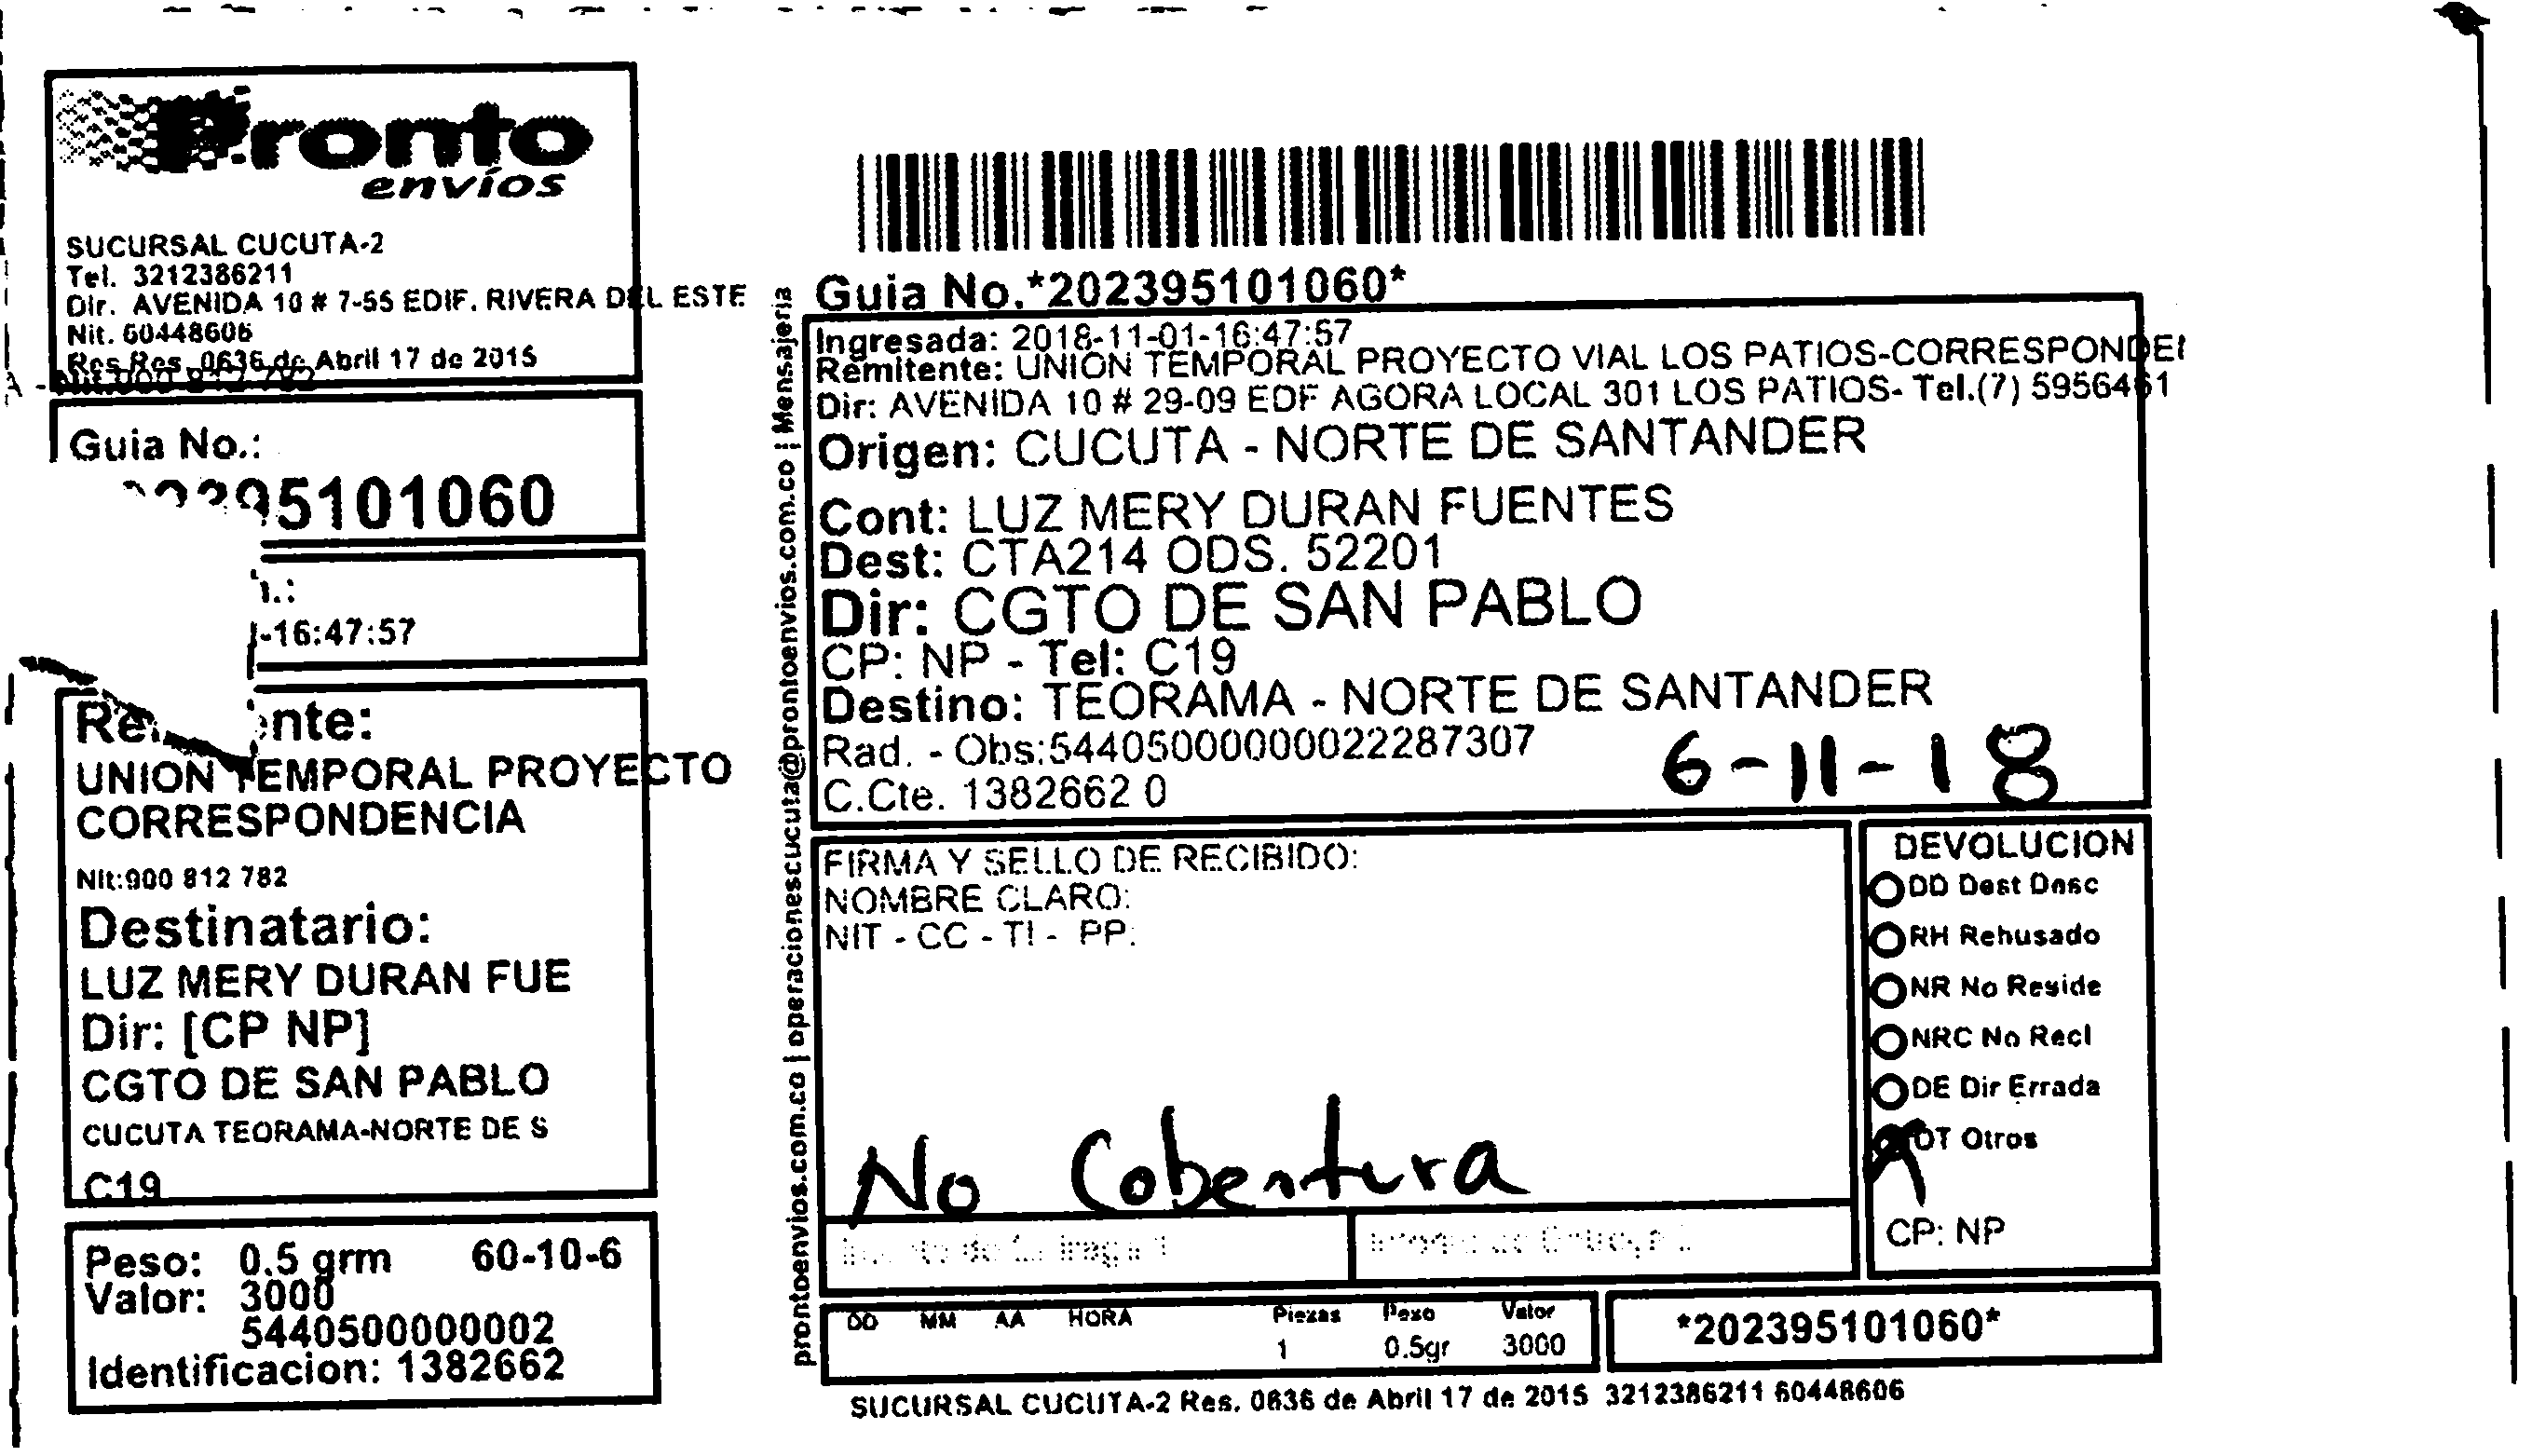 Pronto
envíos
SUCURSAL CUCUTA-2
Tel. 3212386211
Dir. AVENIDA 10 # 7-55 EDIF. RIVERA DEL ESTE
Nit. 60448606
Res Res. 0636 de Abril 17 de 2015
Nit.900 812 782
Guia No.:
95101060
-16:47:57
UNION TEMPORAL PROYECTO
CORRESPONDENCIA
Nit:900 812 782
Destinatario:
LUZ MERY DURAN FUE
Dir: [CP NP]
CGTO DE SAN PABLO
CUCUTA TEORAMA-NORTE DE S
C19
Peso: 0.5 grm 60-10-6
Valor: 3000
5440500000002
Identificacion: 1382662
prontoenvios.com.co | operacionescucuta@prontoenvios.com.co | Mensajeria
Guia No.*202395101060*
Ingresada: 2018-11-01-16:47:57
Remitente: UNION TEMPORAL PROYECTO VIAL LOS PATIOS-CORRESPONDEI
Dir: AVENIDA 10 # 29-09 EDF AGORA LOCAL 301 LOS PATIOS- Tel.(7) 5956461
Origen: CUCUTA - NORTE DE SANTANDER
Cont: LUZ MERY DURAN FUENTES
Dest: CTA214 ODS. 52201
Dir: CGTO DE SAN PABLO
CP: NP - Tel: C19
Destino: TEORAMA - NORTE DE SANTANDER
Rad. - Obs:544050000000022287307
C.Cte. 1382662 0
6-11-18
FIRMA Y SELLO DE RECIBIDO:
NOMBRE CLARO:
NIT - CC - TI - PP:
No Cobertura
DEVOLUCION
DD Dest Desc
RH Rehusado
NR No Reside
NRC No Recl
DE Dir Errada
OT Otros
CP: NP
DD MM AA HORA Piezas Peso Valor
1 0.5gr 3000
*202395101060*
SUCURSAL CUCUTA-2 Res. 0636 de Abril 17 de 2015 3212386211 60448606